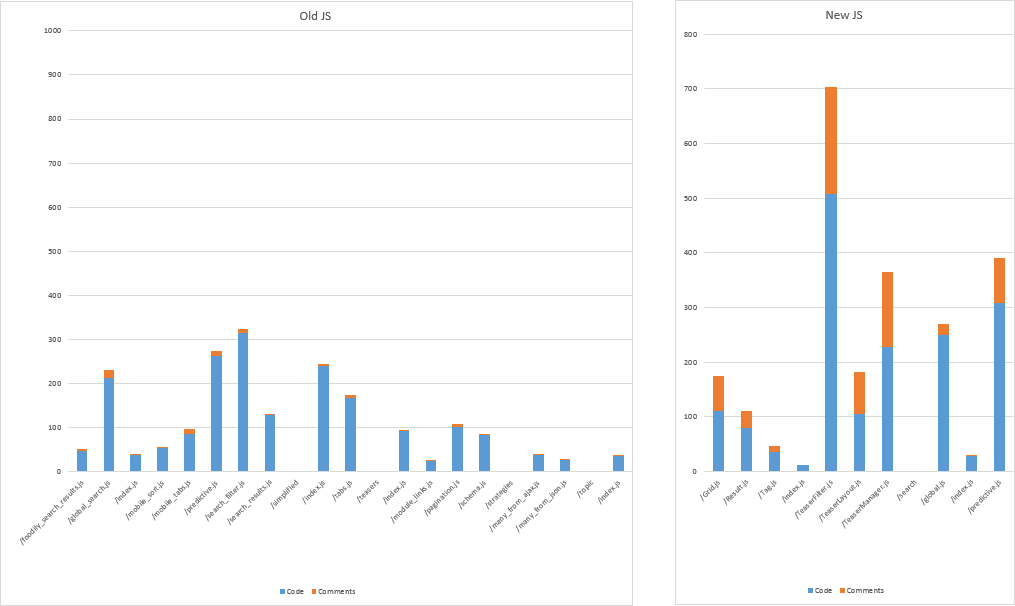 Old JS
1000
900
800
700
600
500
400
300
200
100
0
/foodily_search_results.js
/global_search.js
/index.js
/mobile_sort.js
/mobile_tabs.js
/predictive.js
/search_filter.js
/search_results.js
/simplified
/index.js
/tabs.js
/teasers
/index.js
/module_links.js
/pagination.js
/schema.js
/strategies
/many_from_ajax.js
/many_from_json.js
/topic
/index.js
Code Comments
New JS
800
700
600
500
400
300
200
100
0
/Grid.js
/Result.js
/Tag.js
/index.js
/TeaserFilter.js
/TeaserLayout.js
/TeaserManager.js
/search
/global.js
/index.js
/predictive.js
Code Comments